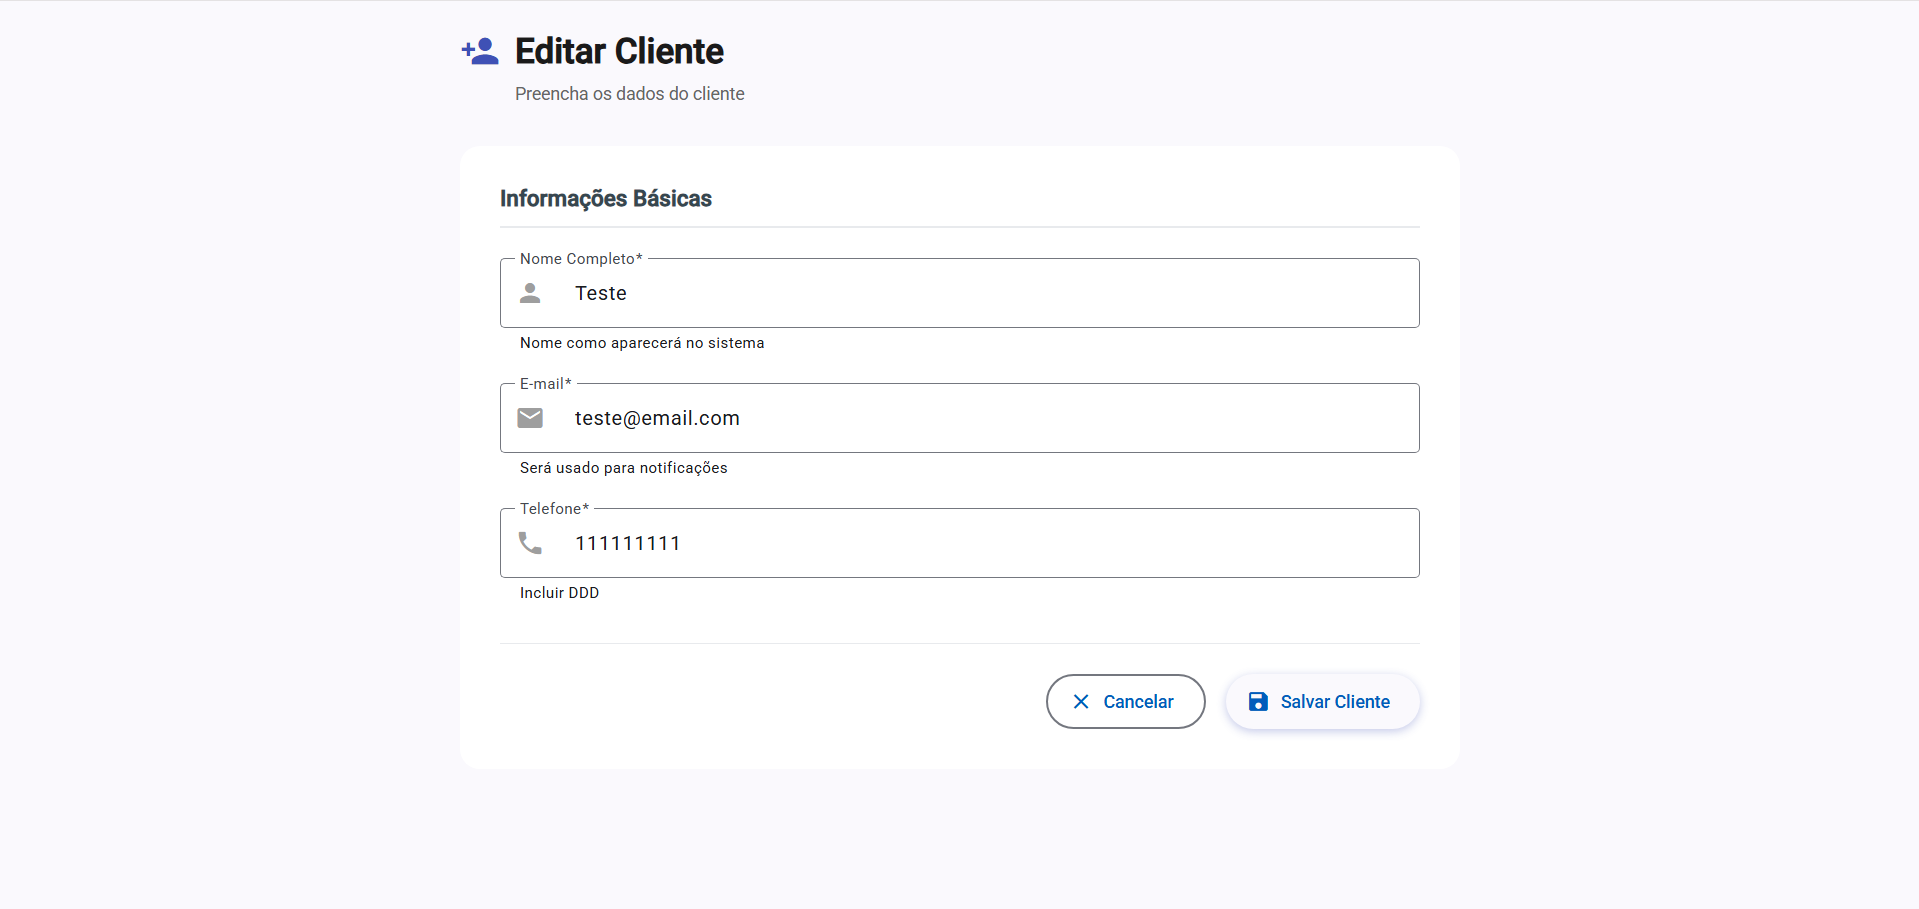 Editar Cliente
Preencha os dados do cliente
Informações Básicas
Nome Completo*
Teste
Nome como aparecerá no sistema
E-mail*
teste@email.com
Será usado para notificações
Telefone*
111111111
Incluir DDD
Cancelar
Salvar Cliente